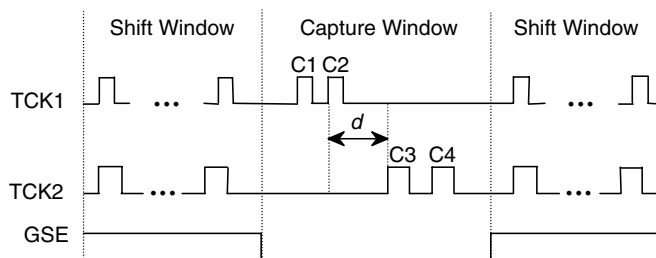 Shift Window Capture Window Shift Window
C1 C2
TCK1 ... ...
d
C3 C4
TCK2 ... ...
GSE